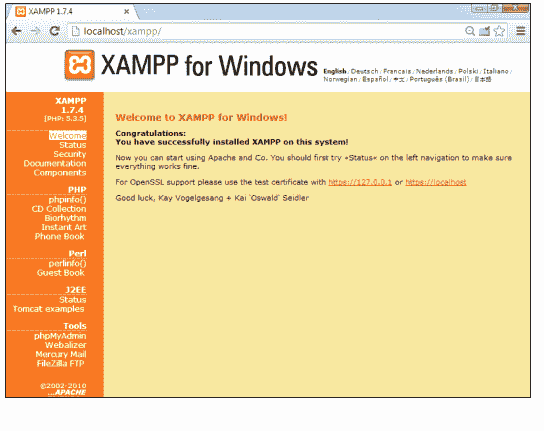 XAMPP 1.7.4
localhost/xampp/
XAMPP for Windows
English / Deutsch / Francais / Nederlands / Polski / Italiano /
Norwegian / Español / 中文 / Português (Brasil) / 日本語
XAMPP
1.7.4
[PHP: 5.3.5]
Welcome
Status
Security
Documentation
Components
PHP
phpinfo()
CD Collection
Biorhythm
Instant Art
Phone Book
Perl
perlinfo()
Guest Book
J2EE
Status
Tomcat examples
Tools
phpMyAdmin
Webalizer
Mercury Mail
FileZilla FTP
©2002-2010
...APACHE
Welcome to XAMPP for Windows!
Congratulations:
You have successfully installed XAMPP on this system!
Now you can start using Apache and Co. You should first try »Status« on the left navigation to make sure
everything works fine.
For OpenSSL support please use the test certificate with https://127.0.0.1 or https://localhost
Good luck, Kay Vogelgesang + Kai 'Oswald' Seidler